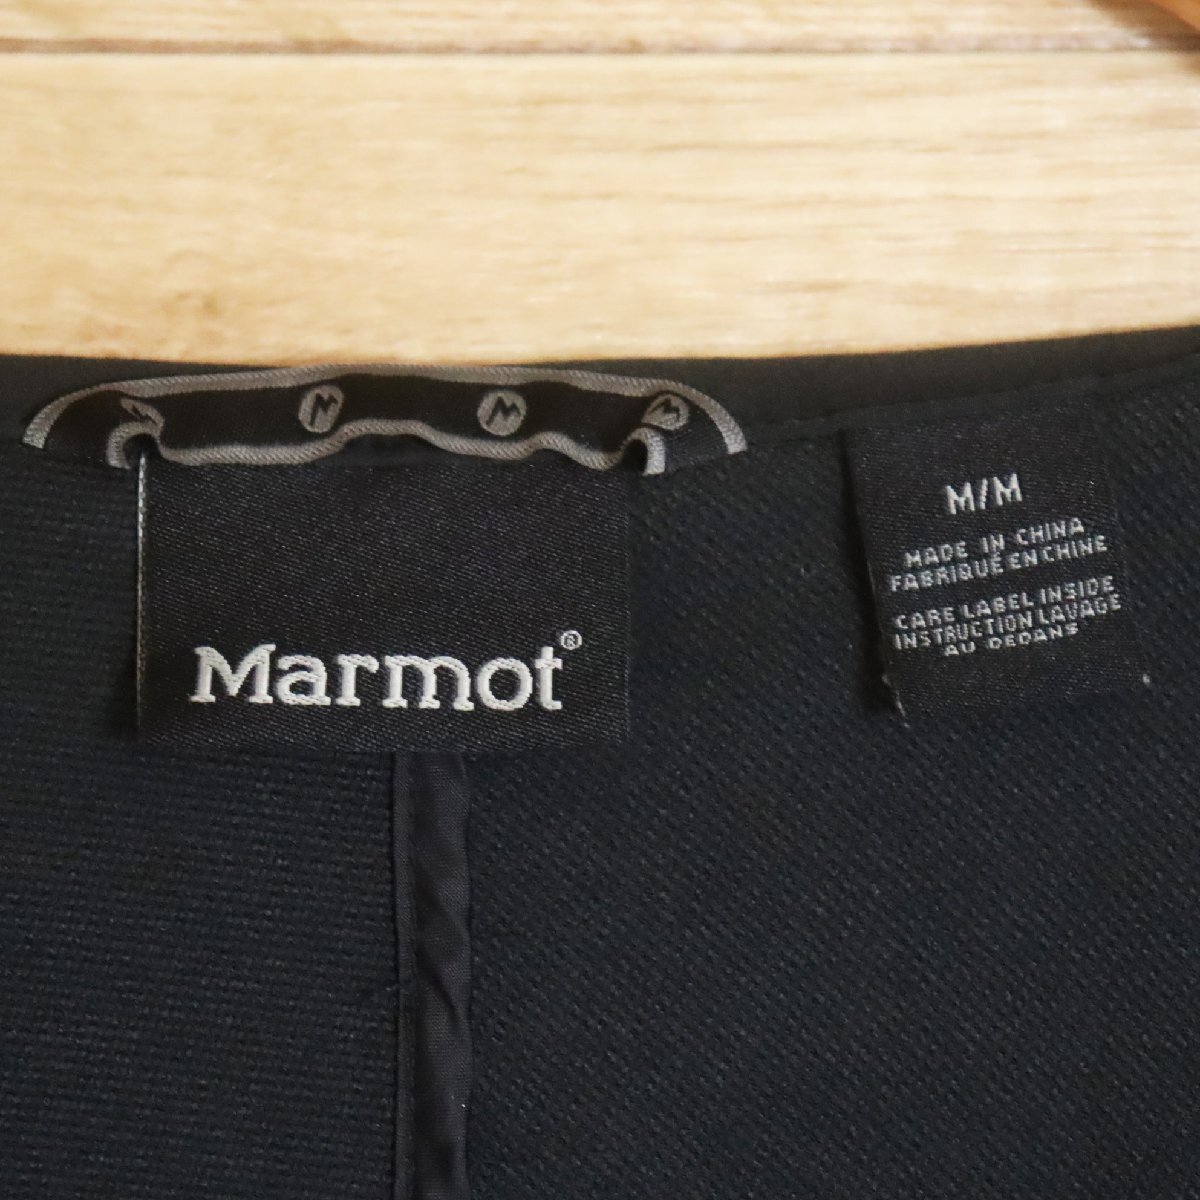 Marmot®
M/M
MADE IN CHINA
FABRIQUÉ EN CHINE
CARE LABEL INSIDE
INSTRUCTION LAVAGE
AU DEDANS